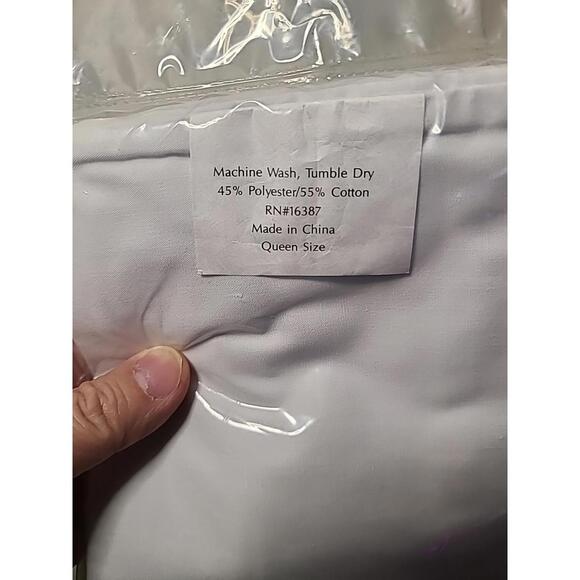 Machine Wash, Tumble Dry
45% Polyester/55% Cotton
RN#16387
Made in China
Queen Size